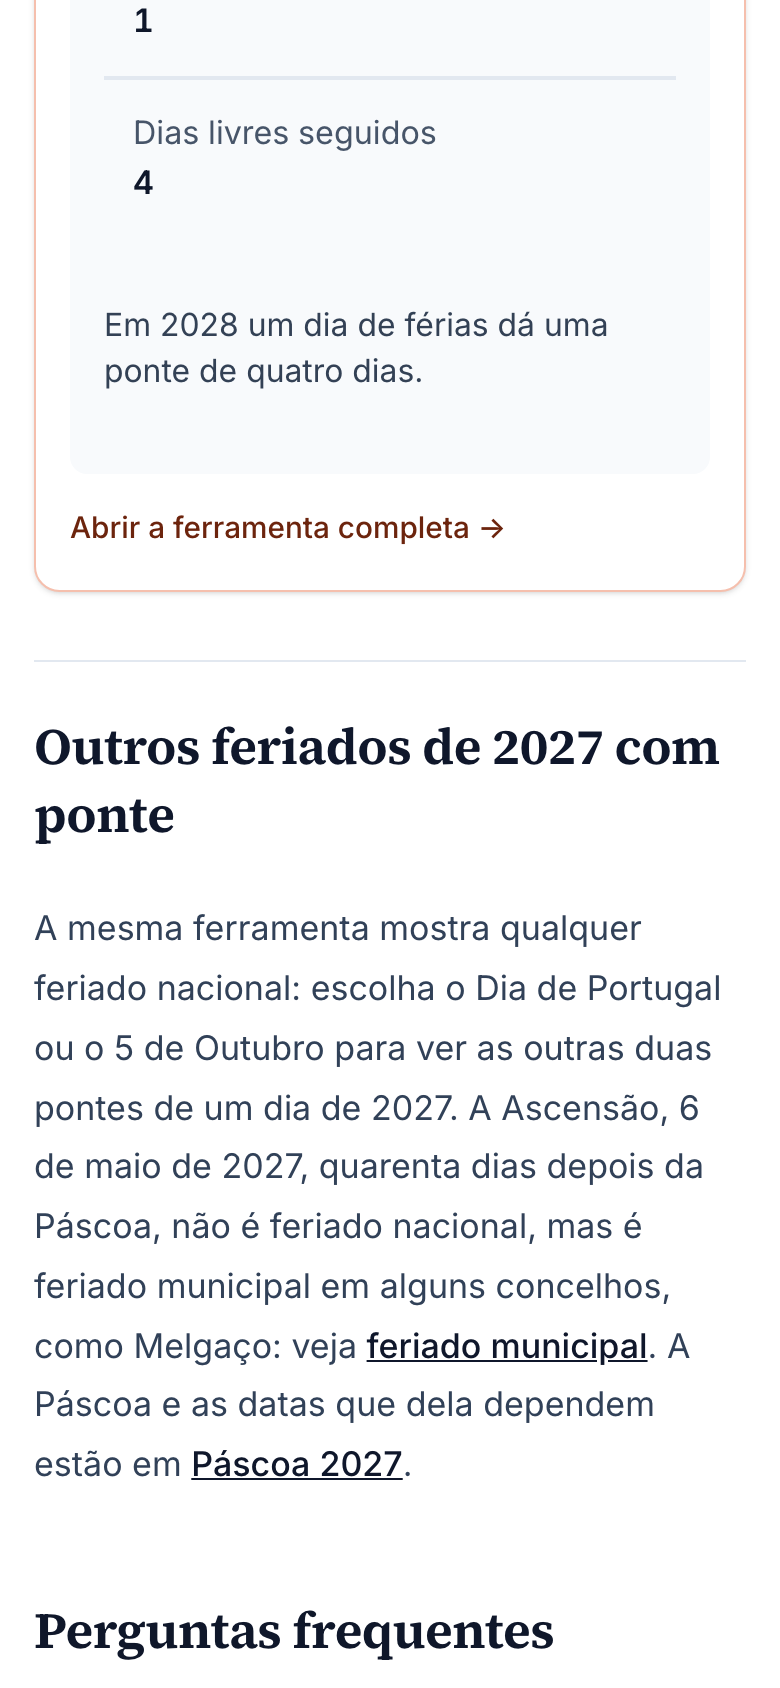 1
Dias livres seguidos
4
Em 2028 um dia de férias dá uma
ponte de quatro dias.
Abrir a ferramenta completa →
Outros feriados de 2027 com
ponte
A mesma ferramenta mostra qualquer
feriado nacional: escolha o Dia de Portugal
ou o 5 de Outubro para ver as outras duas
pontes de um dia de 2027. A Ascensão, 6
de maio de 2027, quarenta dias depois da
Páscoa, não é feriado nacional, mas é
feriado municipal em alguns concelhos,
como Melgaço: veja feriado municipal. A
Páscoa e as datas que dela dependem
estão em Páscoa 2027.
Perguntas frequentes